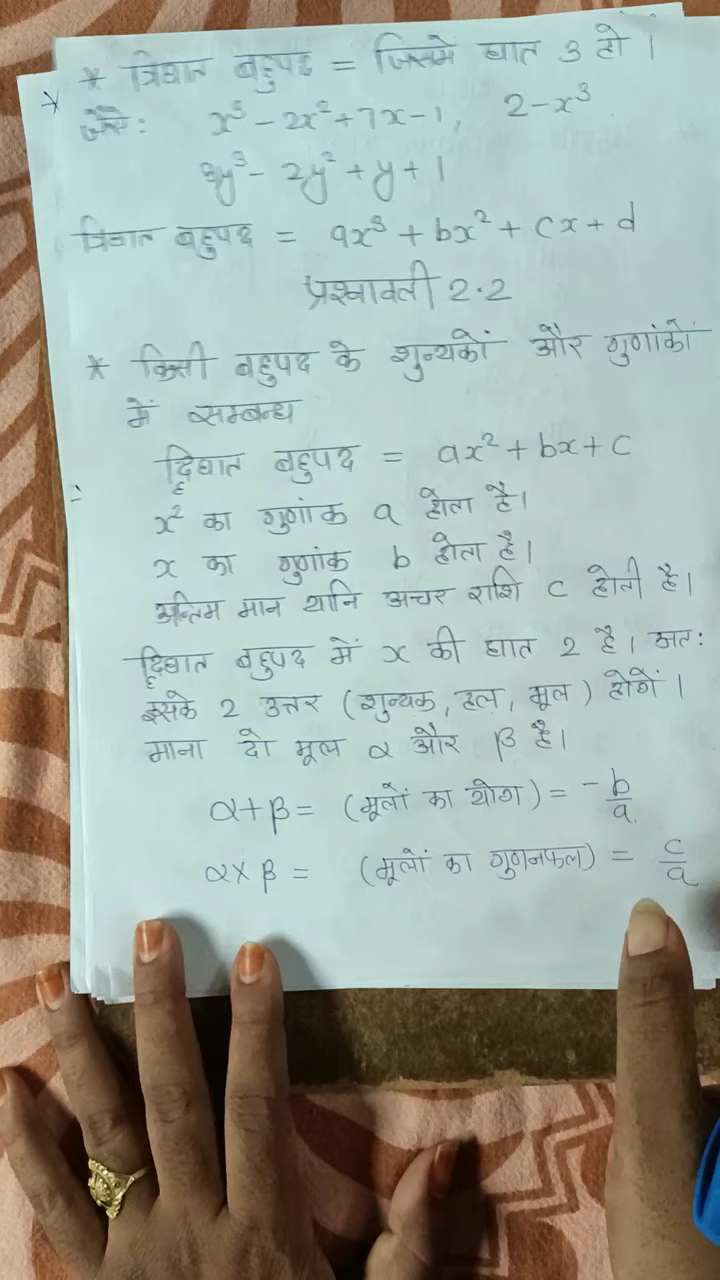 * त्रिघात बहुपद = जिसमे घात 3 हो ।
जैसे: x³ - 2x² + 7x - 1, 2 - x³
3y³ - 2y² + y + 1
त्रिघात बहुपद = ax³ + bx² + cx + d
प्रश्नावली 2.2
* किसी बहुपद के शुन्यकों और गुणांकों
में सम्बन्ध
द्विघात बहुपद = ax² + bx + c
x² का गुणांक a होता है।
x का गुणांक b होता है।
अन्तिम मान यानि अचर राशि c होती है।
द्विघात बहुपद में x की घात 2 है। अत:
इसके 2 उत्तर (शुन्यक, हल, मूल) होगें ।
माना दो मूल α और β है।
α + β = (मूलों का योग) = -b/a
α × β = (मूलों का गुणनफल) = c/a